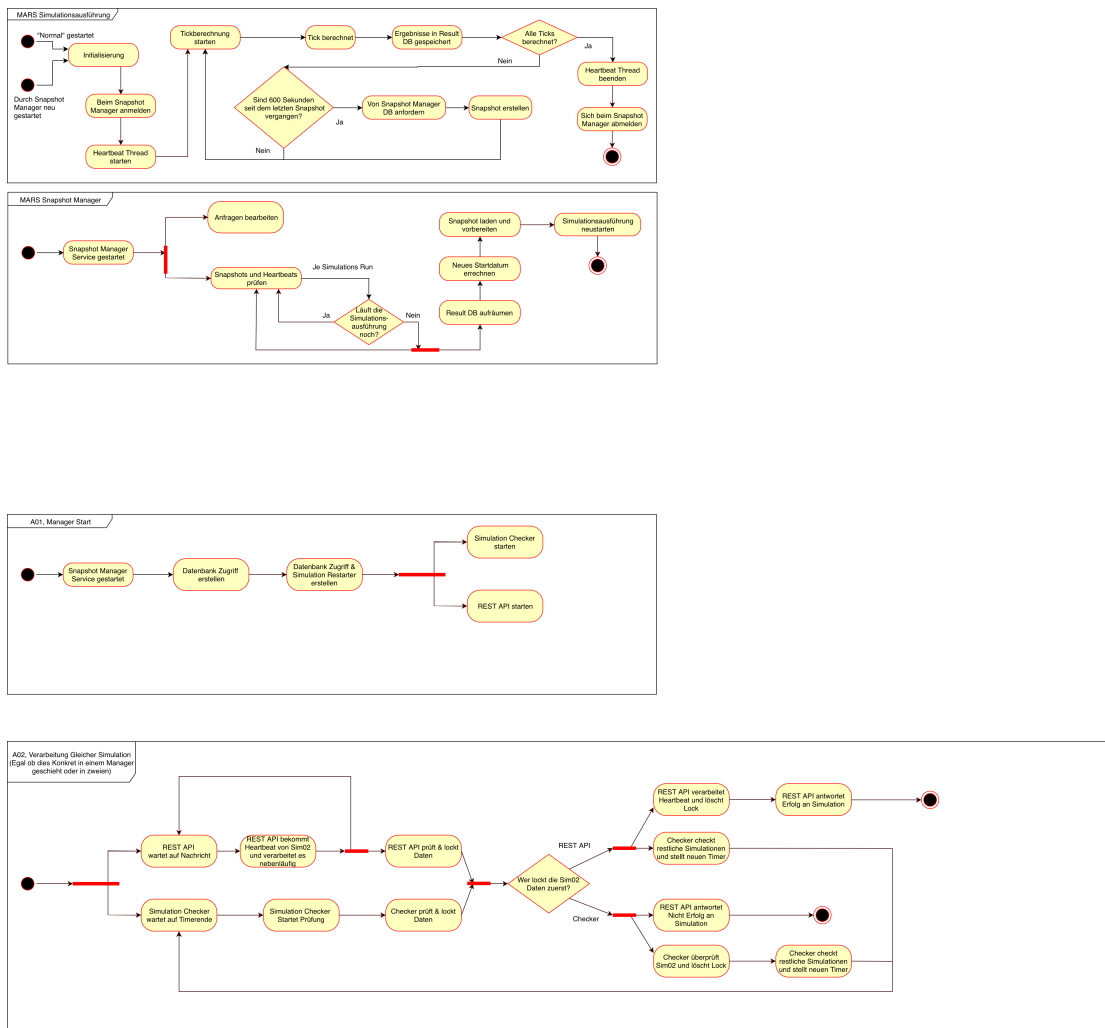 MARS Simulationsausführung
"Normal" gestartet
Initialisierung
Durch Snapshot
Manager neu
gestartet
Beim Snapshot
Manager anmelden
Heartbeat Thread
starten
Tickberechnung
starten
Tick berechnet
Ergebnisse in Result
DB gespeichert
Alle Ticks
berechnet?
Ja
Nein
Heartbeat Thread
beenden
Sich beim Snapshot
Manager abmelden
Sind 600 Sekunden
seit dem letzten Snapshot
vergangen?
Ja
Nein
Von Snapshot Manager
DB anfordern
Snapshot erstellen
MARS Snapshot Manager
Snapshot Manager
Service gestartet
Anfragen bearbeiten
Snapshots und Heartbeats
prüfen
Je Simulations Run
Läuft die
Simulations-
ausführung
noch?
Ja
Nein
Result DB aufräumen
Neues Startdatum
errechnen
Snapshot laden und
vorbereiten
Simulationsausführung
neustarten
A01, Manager Start
Snapshot Manager
Service gestartet
Datenbank Zugriff
erstellen
Datenbank Zugriff &
Simulation Restarter
erstellen
Simulation Checker
starten
REST API starten
A02, Verarbeitung Gleicher Simulation
(Egal ob dies Konkret in einem Manager
geschieht oder in zweien)
REST API
wartet auf Nachricht
REST API bekommt
Heartbeat von Sim02
und verarbeitet es
nebenläufig
REST API prüft & lockt
Daten
Simulation Checker
wartet auf Timerende
Simulation Checker
Startet Prüfung
Checker prüft & lockt
Daten
Wer lockt die Sim02
Daten zuerst?
REST API
Checker
REST API verarbeitet
Heartbeat und löscht
Lock
REST API antwortet
Erfolg an Simulation
Checker checkt
restliche Simulationen
und stellt neuen Timer
REST API antwortet
Nicht Erfolg an
Simulation
Checker überprüft
Sim02 und löscht Lock
Checker checkt
restliche Simulationen
und stellt neuen Timer